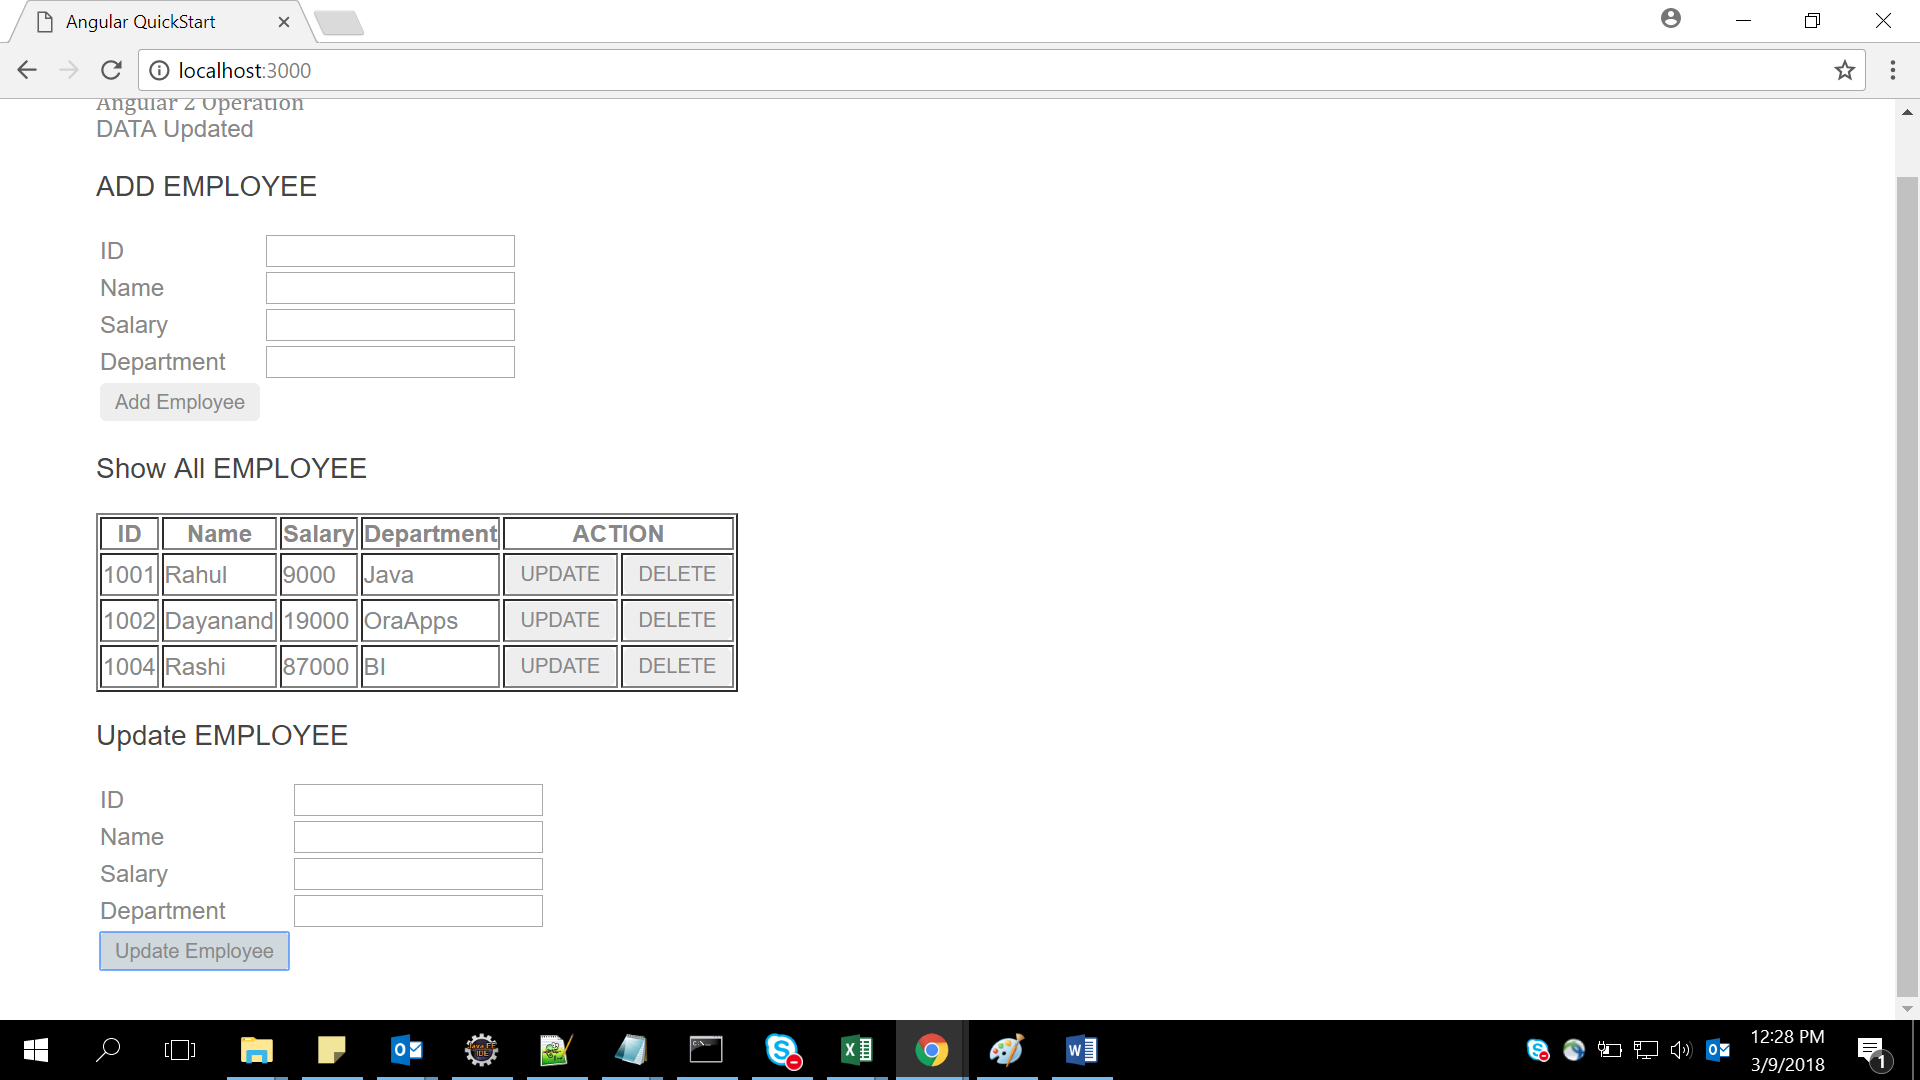 Angular QuickStart
localhost:3000
Angular 2 Operation
DATA Updated
ADD EMPLOYEE
ID
Name
Salary
Department
Add Employee
Show All EMPLOYEE
ID Name Salary Department ACTION
1001 Rahul 9000 Java UPDATE DELETE
1002 Dayanand 19000 OraApps UPDATE DELETE
1004 Rashi 87000 BI UPDATE DELETE
Update EMPLOYEE
ID
Name
Salary
Department
Update Employee
12:28 PM
3/9/2018
1